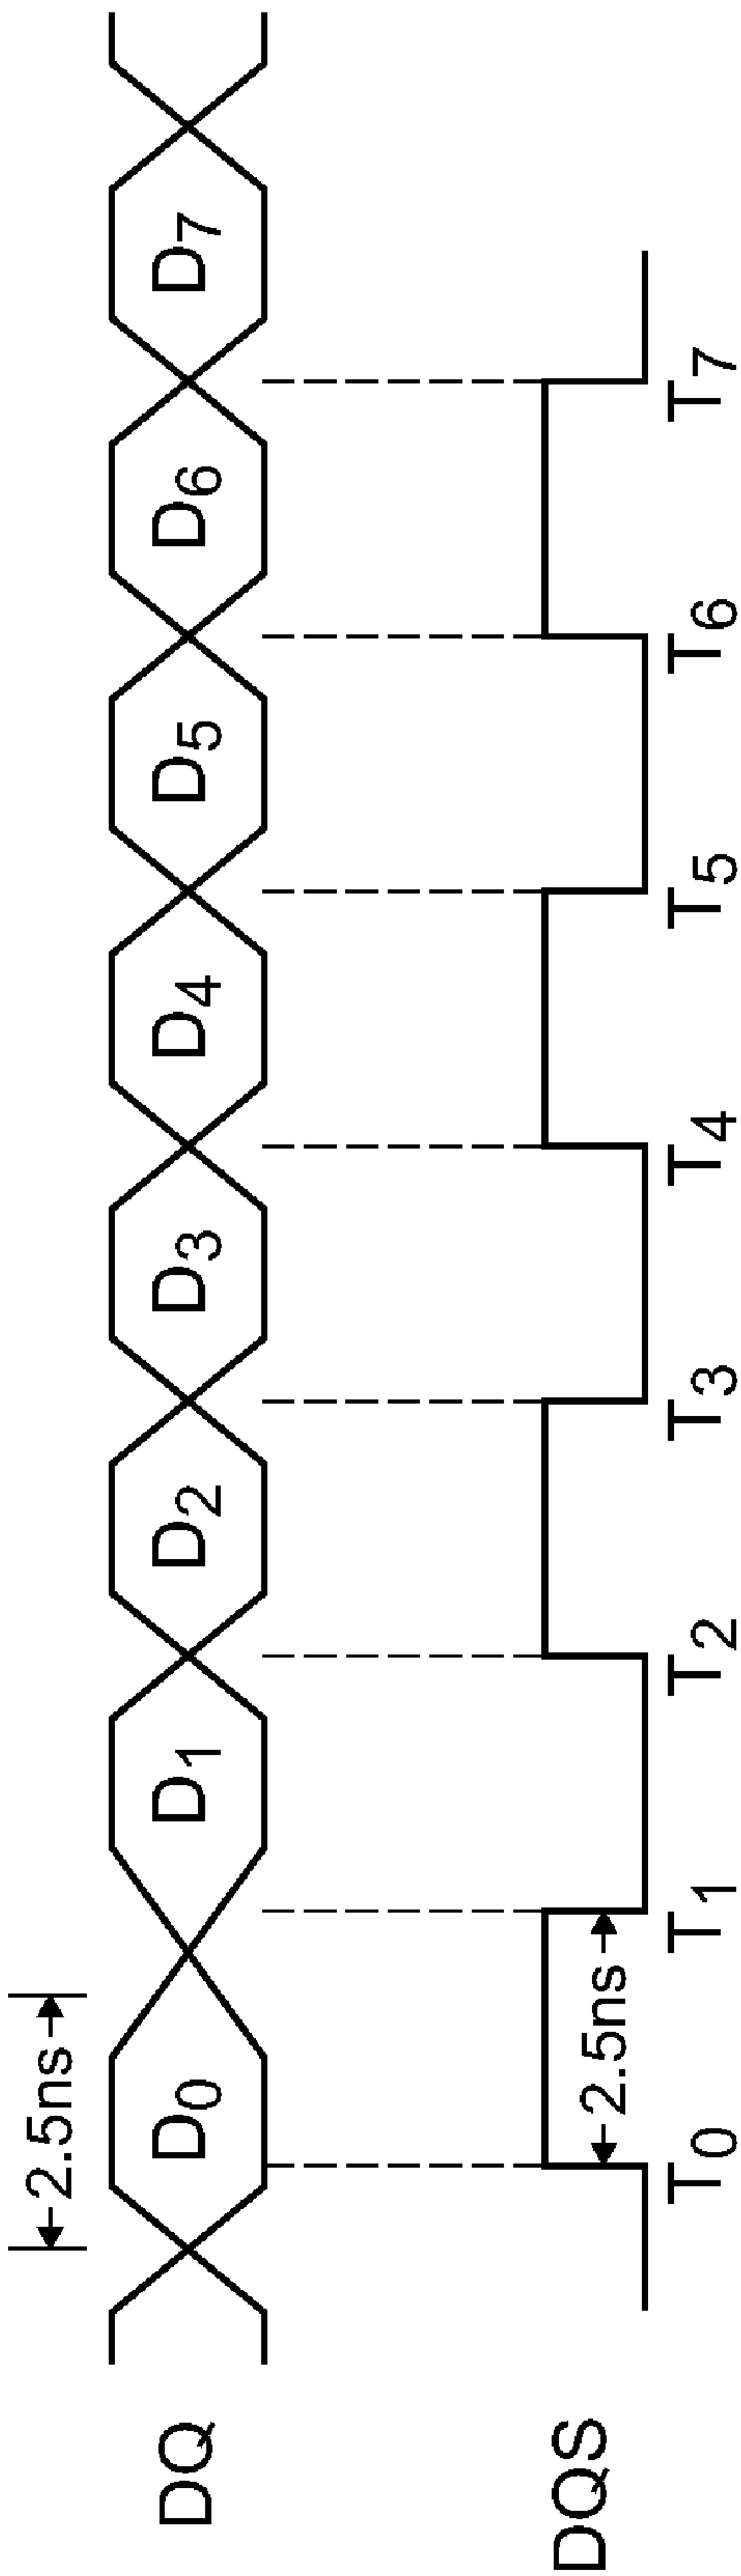 2.5ns
DQ D0 D1 D2 D3 D4 D5 D6 D7
2.5ns
DQS
T0 T1 T2 T3 T4 T5 T6 T7